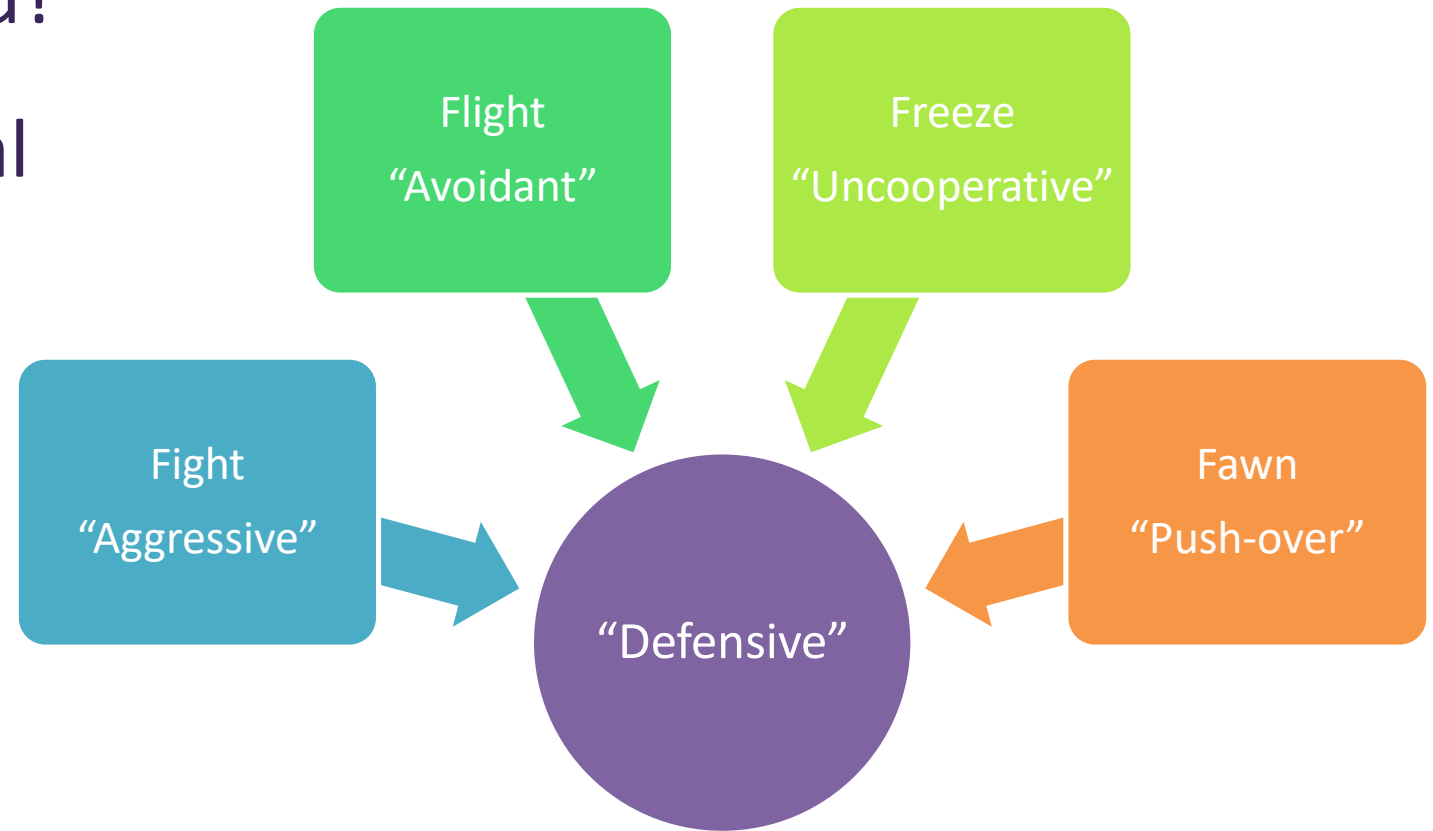 Flight
“Avoidant”
Freeze
“Uncooperative”
Fight
“Aggressive”
Fawn
“Push-over”
“Defensive”